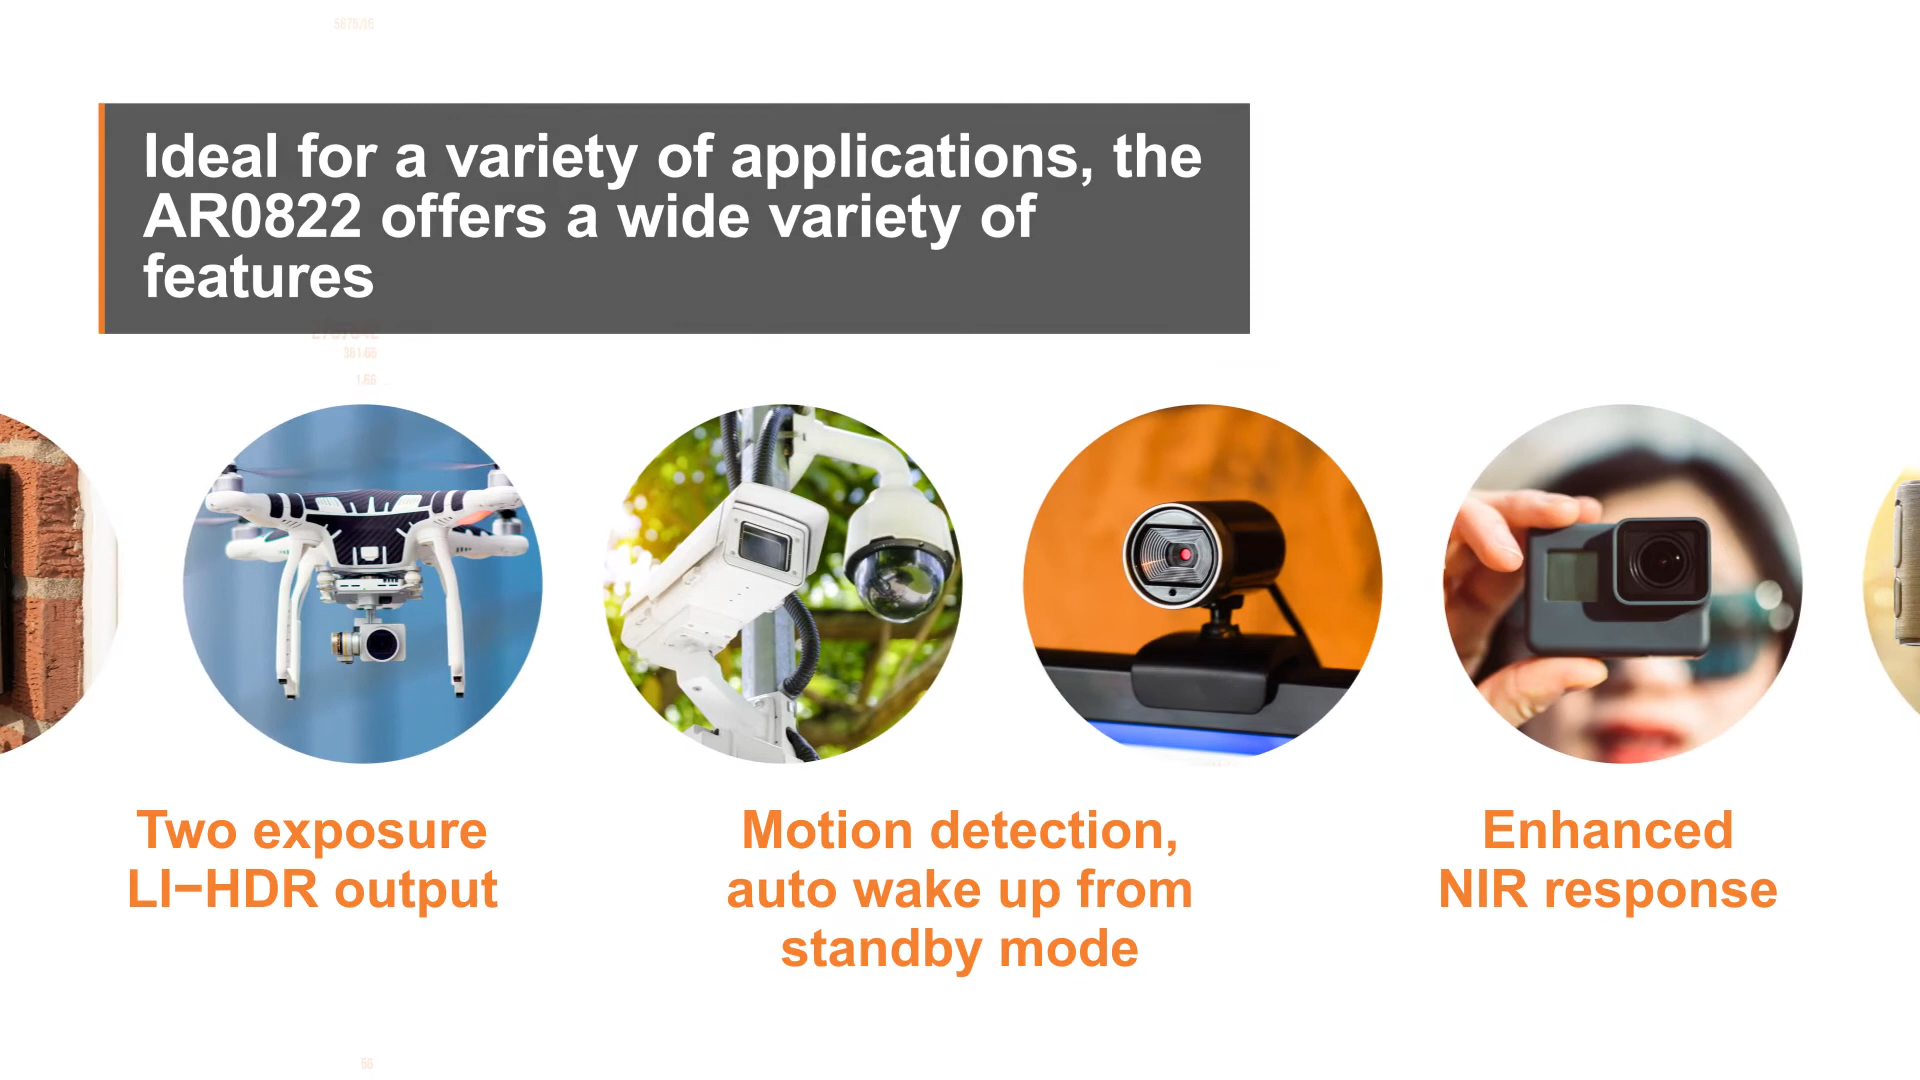 Ideal for a variety of applications, the
AR0822 offers a wide variety of
features
Two exposure
LI−HDR output
Motion detection,
auto wake up from
standby mode
Enhanced
NIR response